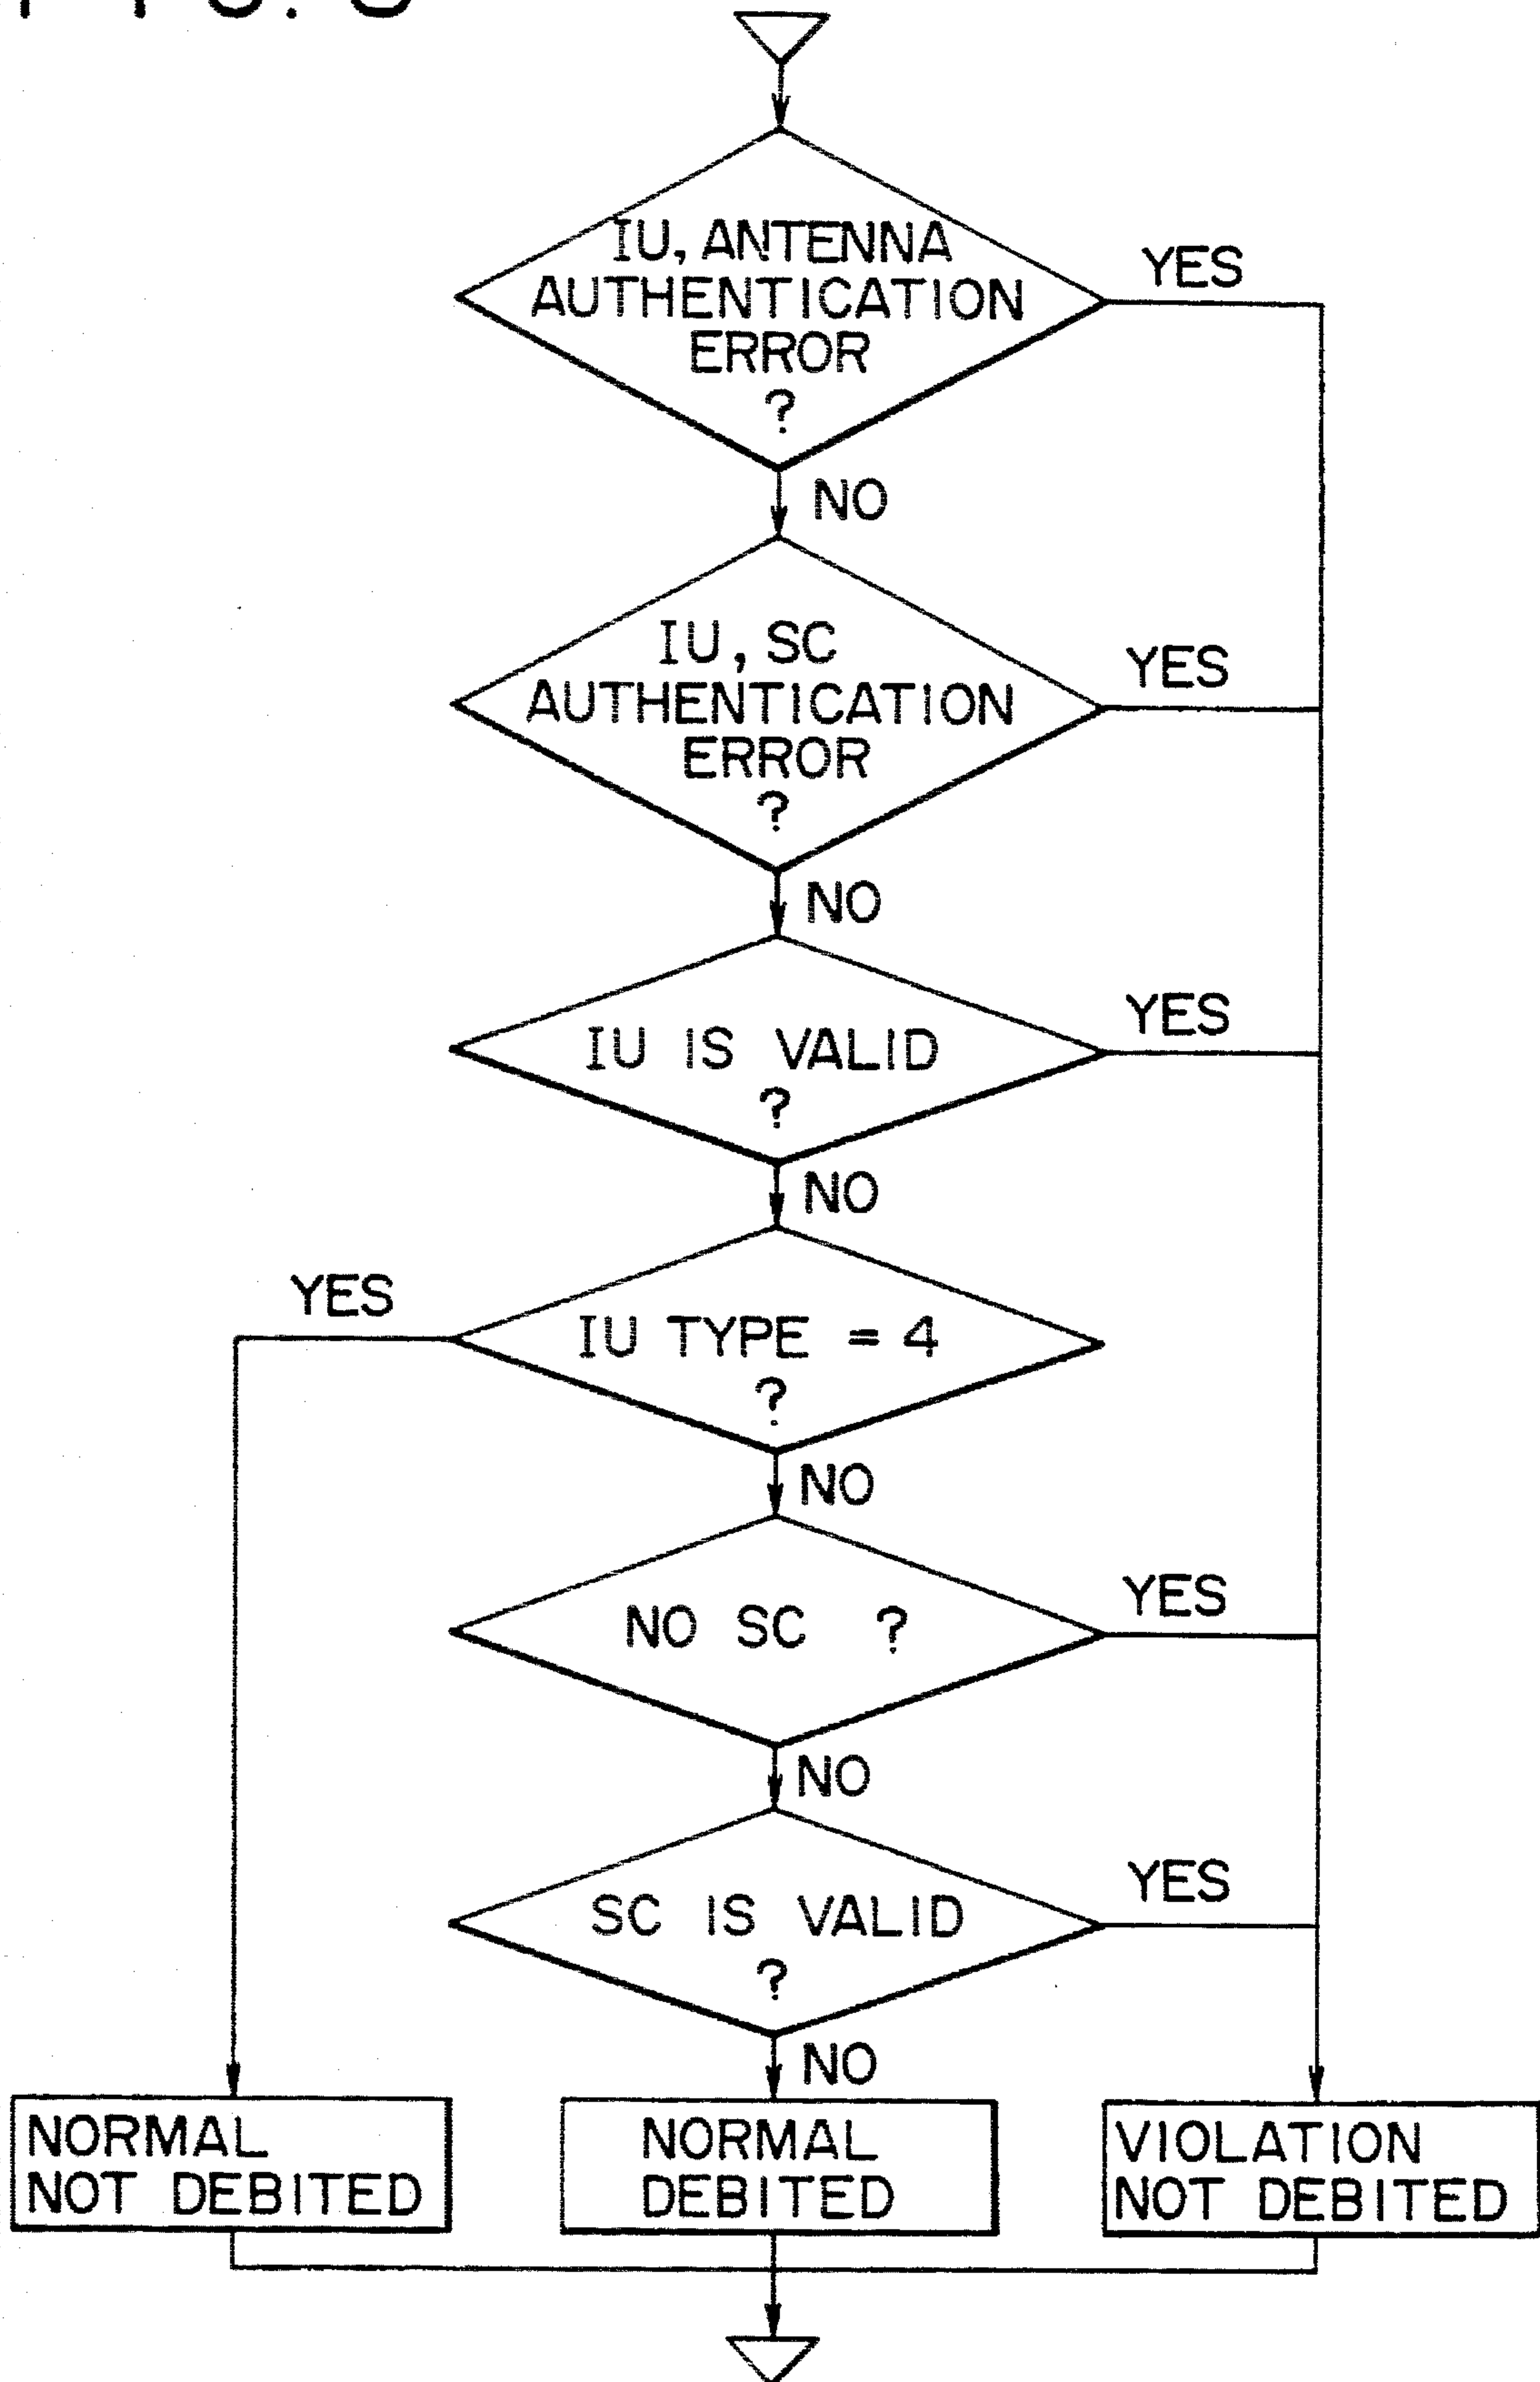 IU, ANTENNA
AUTHENTICATION
ERROR
?
YES
NO
IU, SC
AUTHENTICATION
ERROR
?
YES
NO
IU IS VALID
?
YES
NO
YES
IU TYPE = 4
?
NO
NO SC ?
YES
NO
SC IS VALID
?
YES
NO
NORMAL
NOT DEBITED
NORMAL
DEBITED
VIOLATION
NOT DEBITED